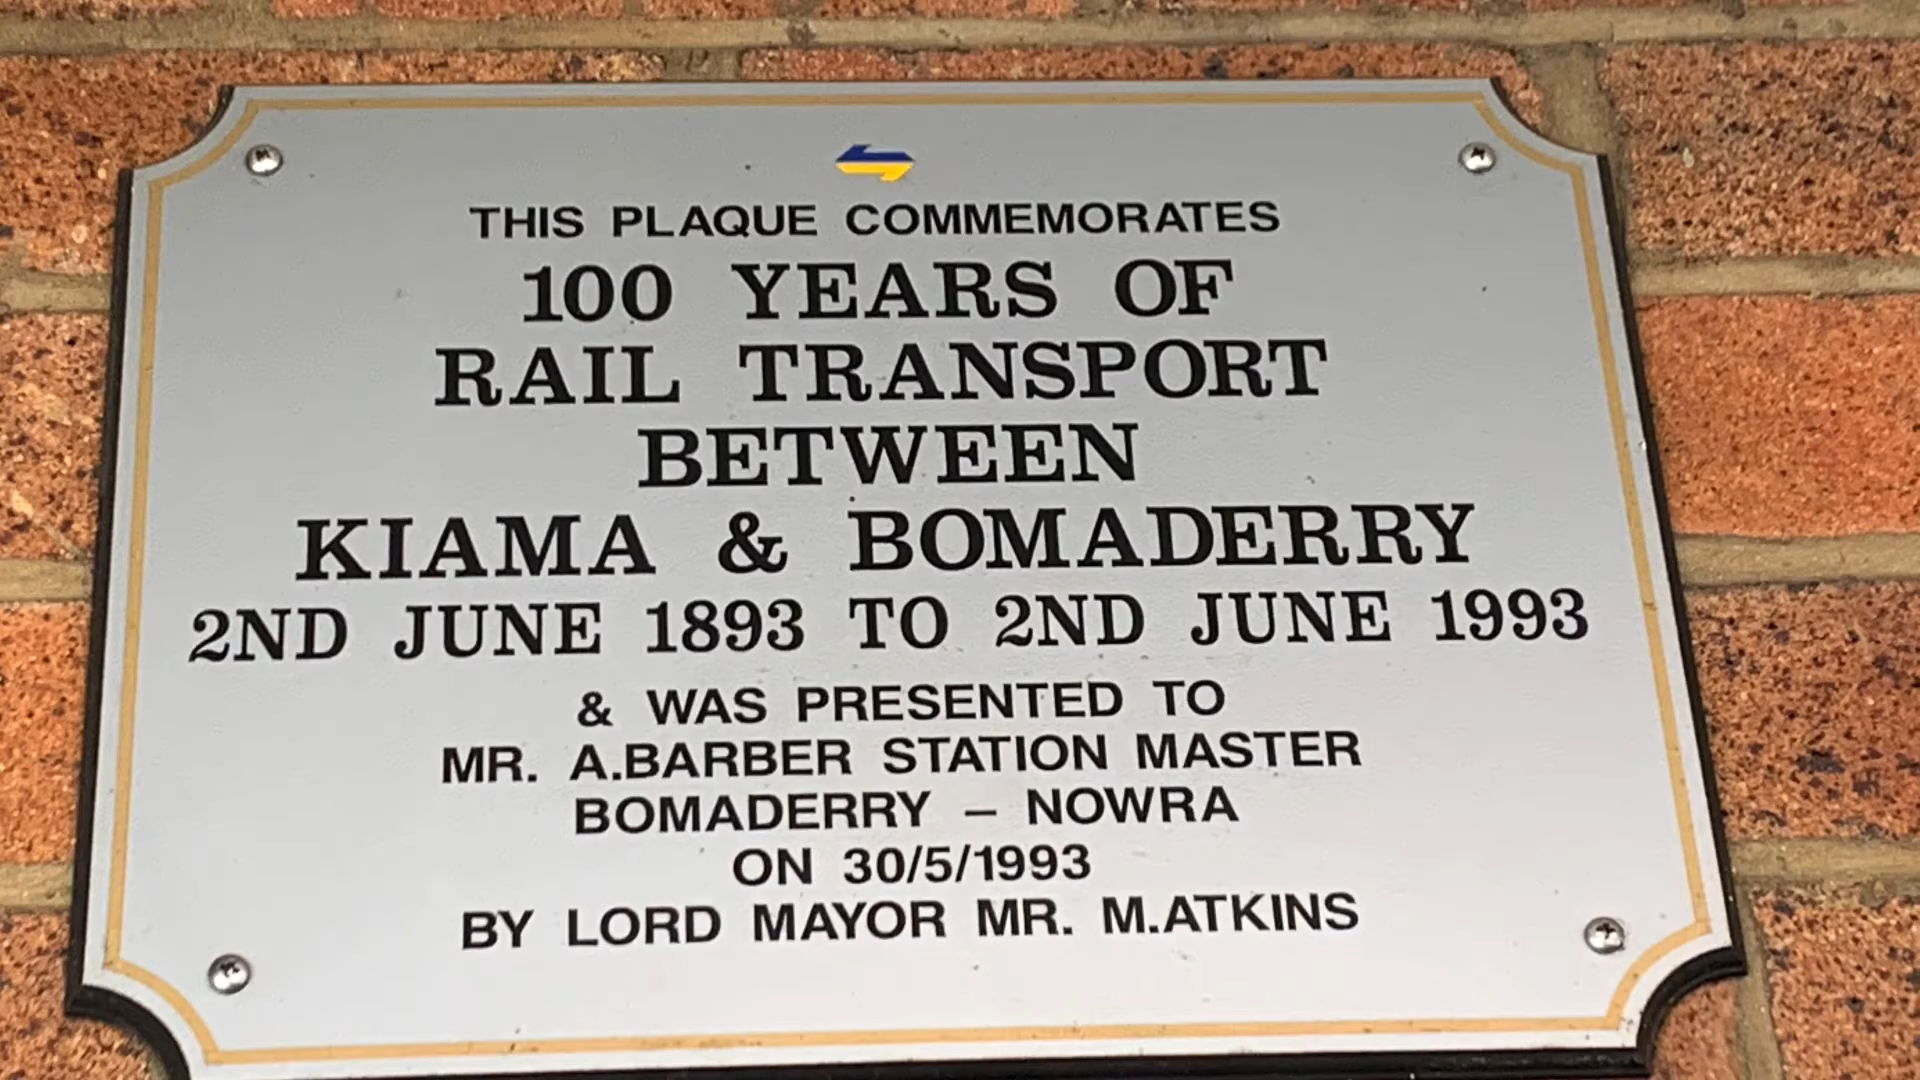 THIS PLAQUE COMMEMORATES
100 YEARS OF
RAIL TRANSPORT
BETWEEN
KIAMA & BOMADERRY
2ND JUNE 1893 TO 2ND JUNE 1993
& WAS PRESENTED TO
MR. A.BARBER STATION MASTER
BOMADERRY – NOWRA
ON 30/5/1993
BY LORD MAYOR MR. M.ATKINS